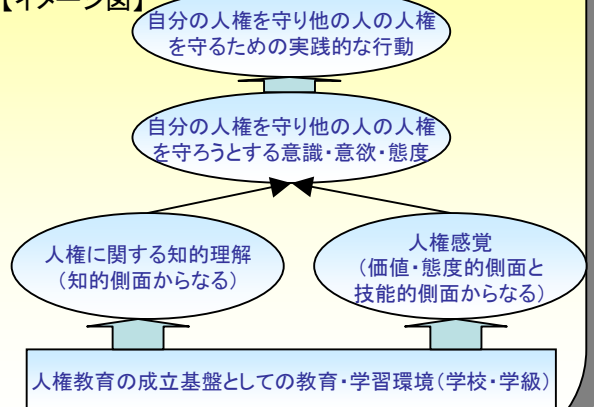 【イメージ図】
自分の人権を守り他の人の人権
を守るための実践的な行動
自分の人権を守り他の人の人権
を守ろうとする意識・意欲・態度
人権に関する知的理解
（知的側面からなる）
人権感覚
（価値・態度的側面と
技能的側面からなる）
人権教育の成立基盤としての教育・学習環境（学校・学級）